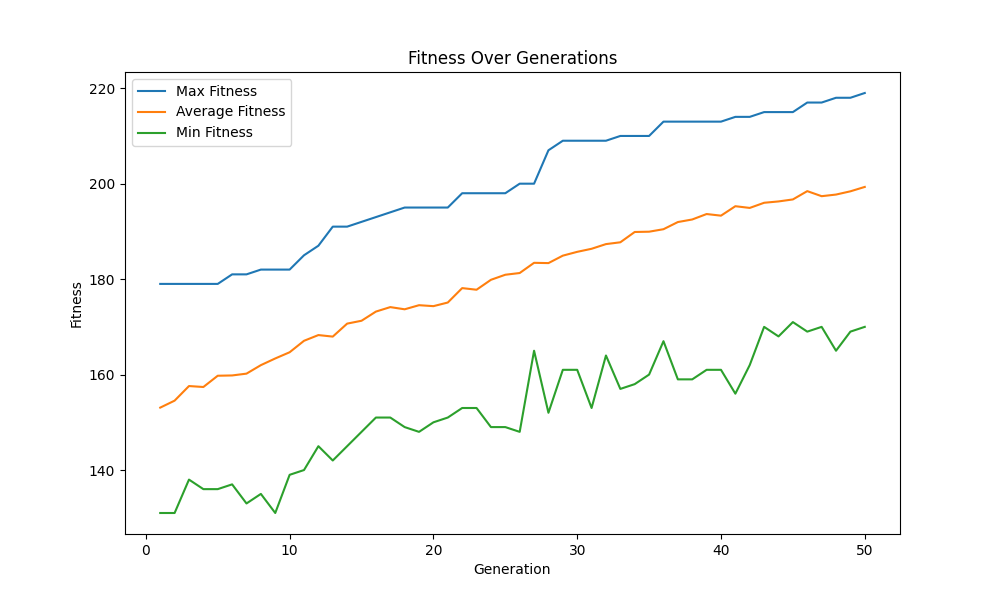 Fitness Over Generations
Max Fitness
Average Fitness
Min Fitness
220
200
180
160
140
Fitness
0 10 20 30 40 50
Generation